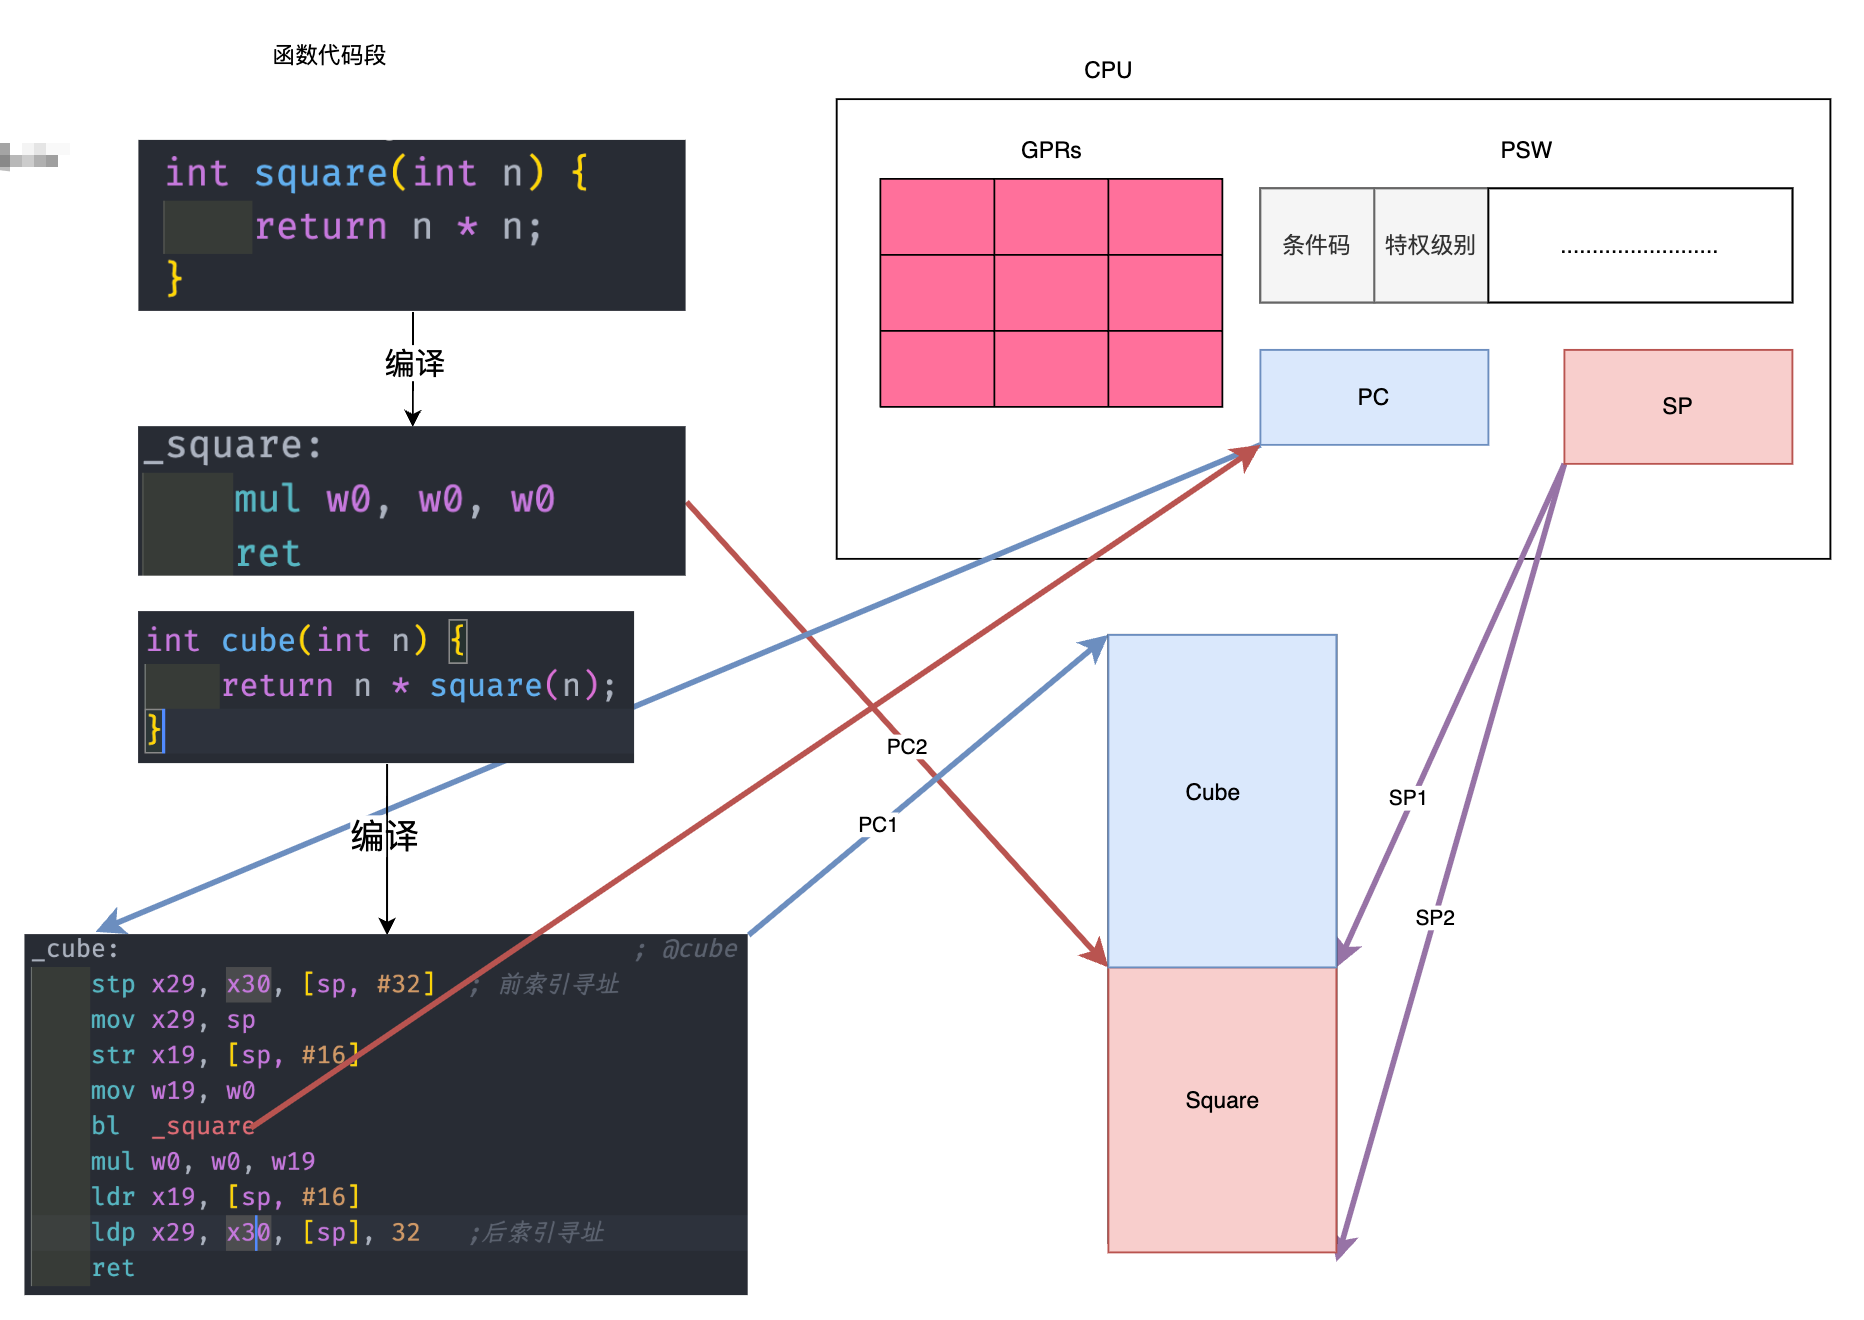 函数代码段
int square(int n) {
return n * n;
}
编译
_square:
mul w0, w0, w0
ret
int cube(int n) {
return n * square(n);
}
编译
_cube: ; @cube
stp x29, x30, [sp, #32] ; 前索引寻址
mov x29, sp
str x19, [sp, #16]
mov w19, w0
bl _square
mul w0, w0, w19
ldr x19, [sp, #16]
ldp x29, x30, [sp], 32 ;后索引寻址
ret
CPU
GPRs
PSW
条件码
特权级别
.........................
PC
SP
PC2
PC1
SP1
SP2
Cube
Square